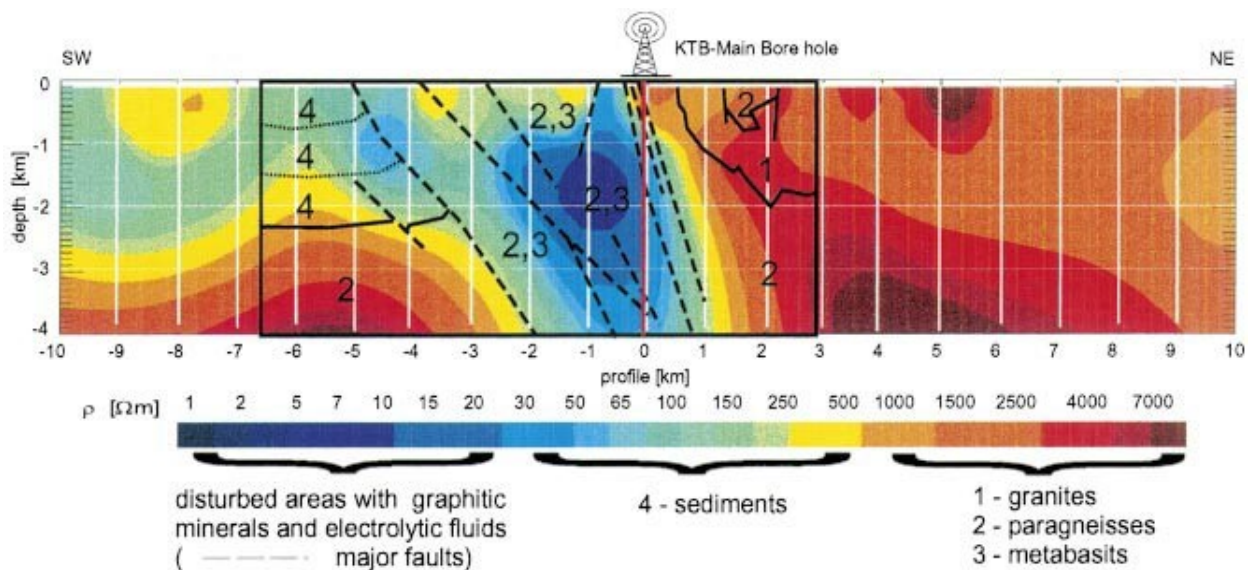 KTB-Main Bore hole
SW
NE
0
-1
-2
-3
-4
depth [km]
4
4
4
2
2,3
2,3
2,3
2
1
2
-10 -9 -8 -7 -6 -5 -4 -3 -2 -1 0 1 2 3 4 5 6 7 8 9 10
profile [km]
ρ [Ωm] 1 2 5 7 10 15 20 30 50 65 100 150 250 500 1000 1500 2500 4000 7000
disturbed areas with graphitic
minerals and electrolytic fluids
( major faults)
4 - sediments
1 - granites
2 - paragneisses
3 - metabasits